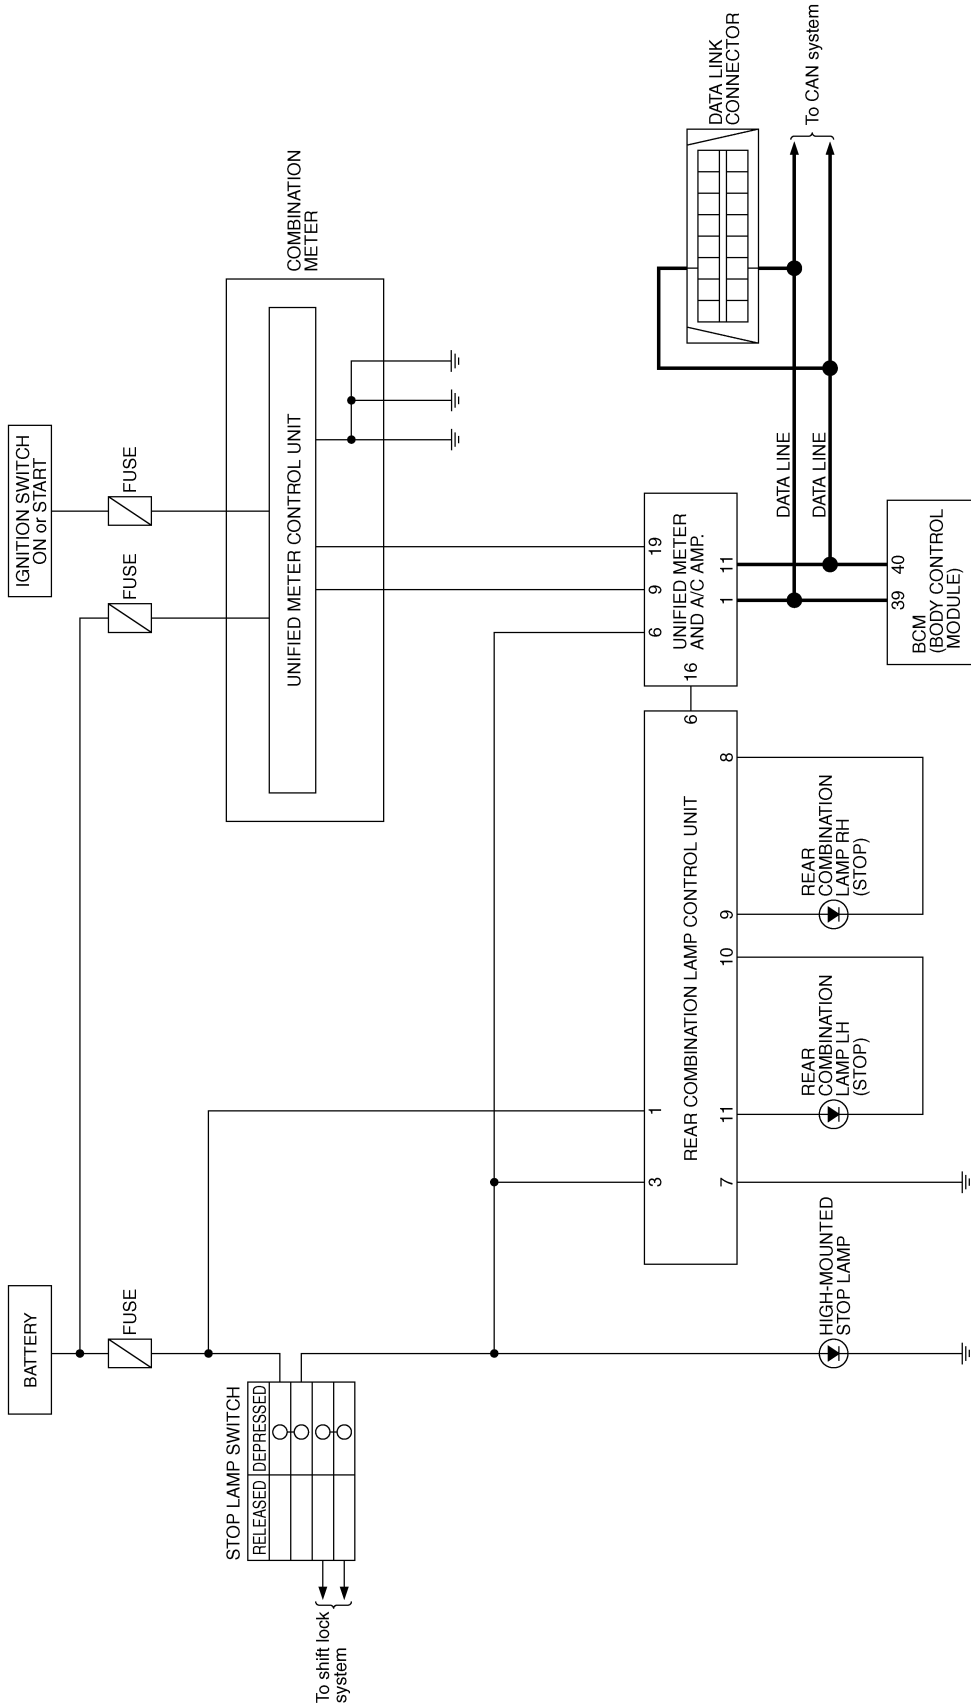 BATTERY
IGNITION SWITCH
ON or START
FUSE
FUSE
FUSE
STOP LAMP SWITCH
RELEASED
DEPRESSED
To shift lock
system
COMBINATION
METER
UNIFIED METER CONTROL UNIT
3
1
6
9
19
REAR COMBINATION LAMP CONTROL UNIT
6
16
UNIFIED METER
AND A/C AMP.
7
11
10
9
8
1
11
DATA LINK
CONNECTOR
DATA LINE
DATA LINE
To CAN system
HIGH-MOUNTED
STOP LAMP
REAR
COMBINATION
LAMP LH
(STOP)
REAR
COMBINATION
LAMP RH
(STOP)
39
40
BCM
(BODY CONTROL
MODULE)